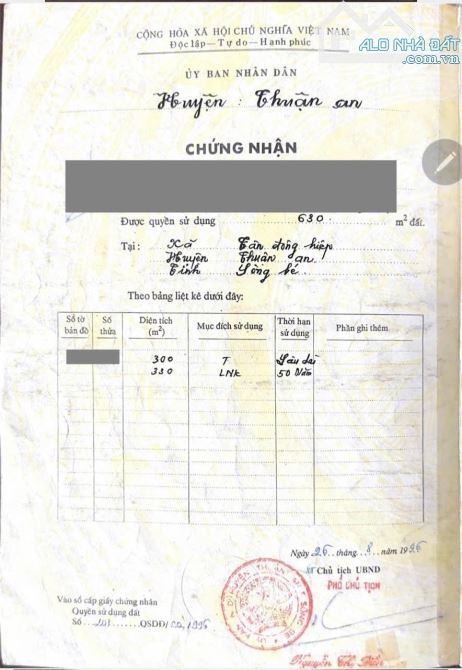 CỘNG HÒA XÃ HỘI CHỦ NGHĨA VIỆT NAM
Độc lập — Tự do — Hạnh phúc
ALO NHÀ ĐẤT
.com.vn
ỦY BAN NHÂN DÂN
Huyện : Thuận an
CHỨNG NHẬN
Được quyền sử dụng 630 m² đất.
Tại : Xã Tân đông hiệp
Huyện Thuận an
Tỉnh Sông bé
Theo bảng liệt kê dưới đây:
Số tờ bản đồ Số thửa Diện tích (m²) Mục đích sử dụng Thời hạn sử dụng Phần ghi thêm
300 T Lâu dài
330 LNK 50 Năm
Ngày 26 tháng 8 năm 1996
Chủ tịch UBND
PHÓ CHỦ TỊCH
Vào sổ cấp giấy chứng nhận
Quyền sử dụng đất
Số QSDĐ/ 1996
Nguyễn Thị